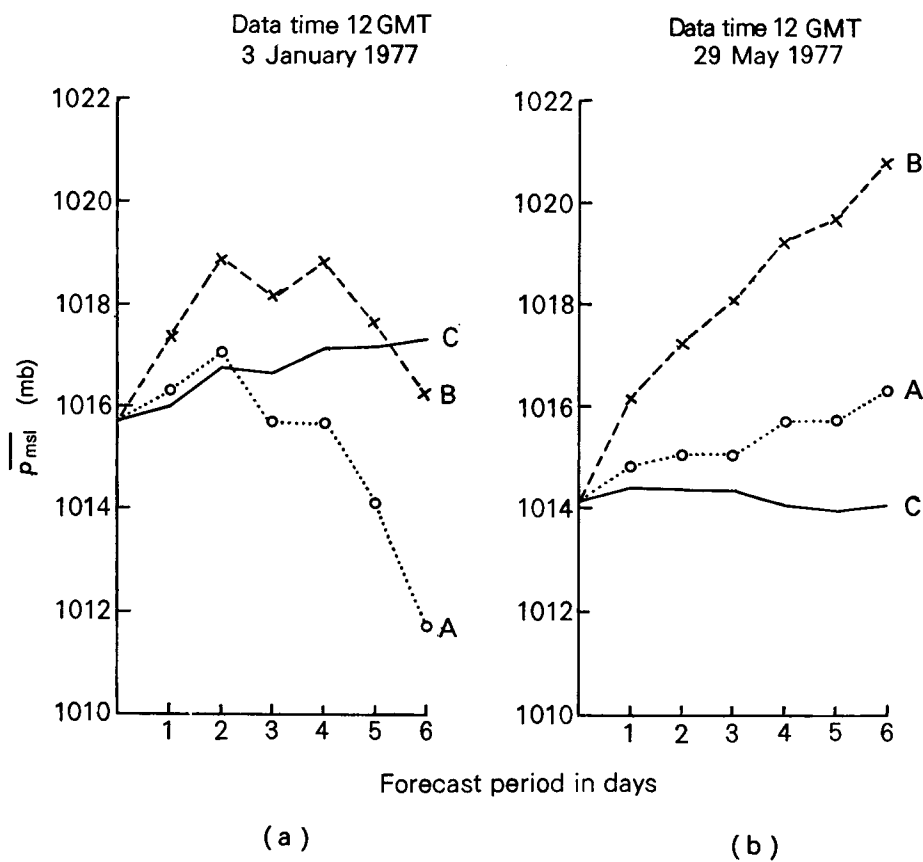 Data time 12 GMT
3 January 1977
Data time 12 GMT
29 May 1977
1022
1020
1018
1016
1014
1012
1010
p̅msl (mb)
B
C
A
1 2 3 4 5 6
1022
1020
1018
1016
1014
1012
1010
B
A
C
1 2 3 4 5 6
Forecast period in days
(a)
(b)